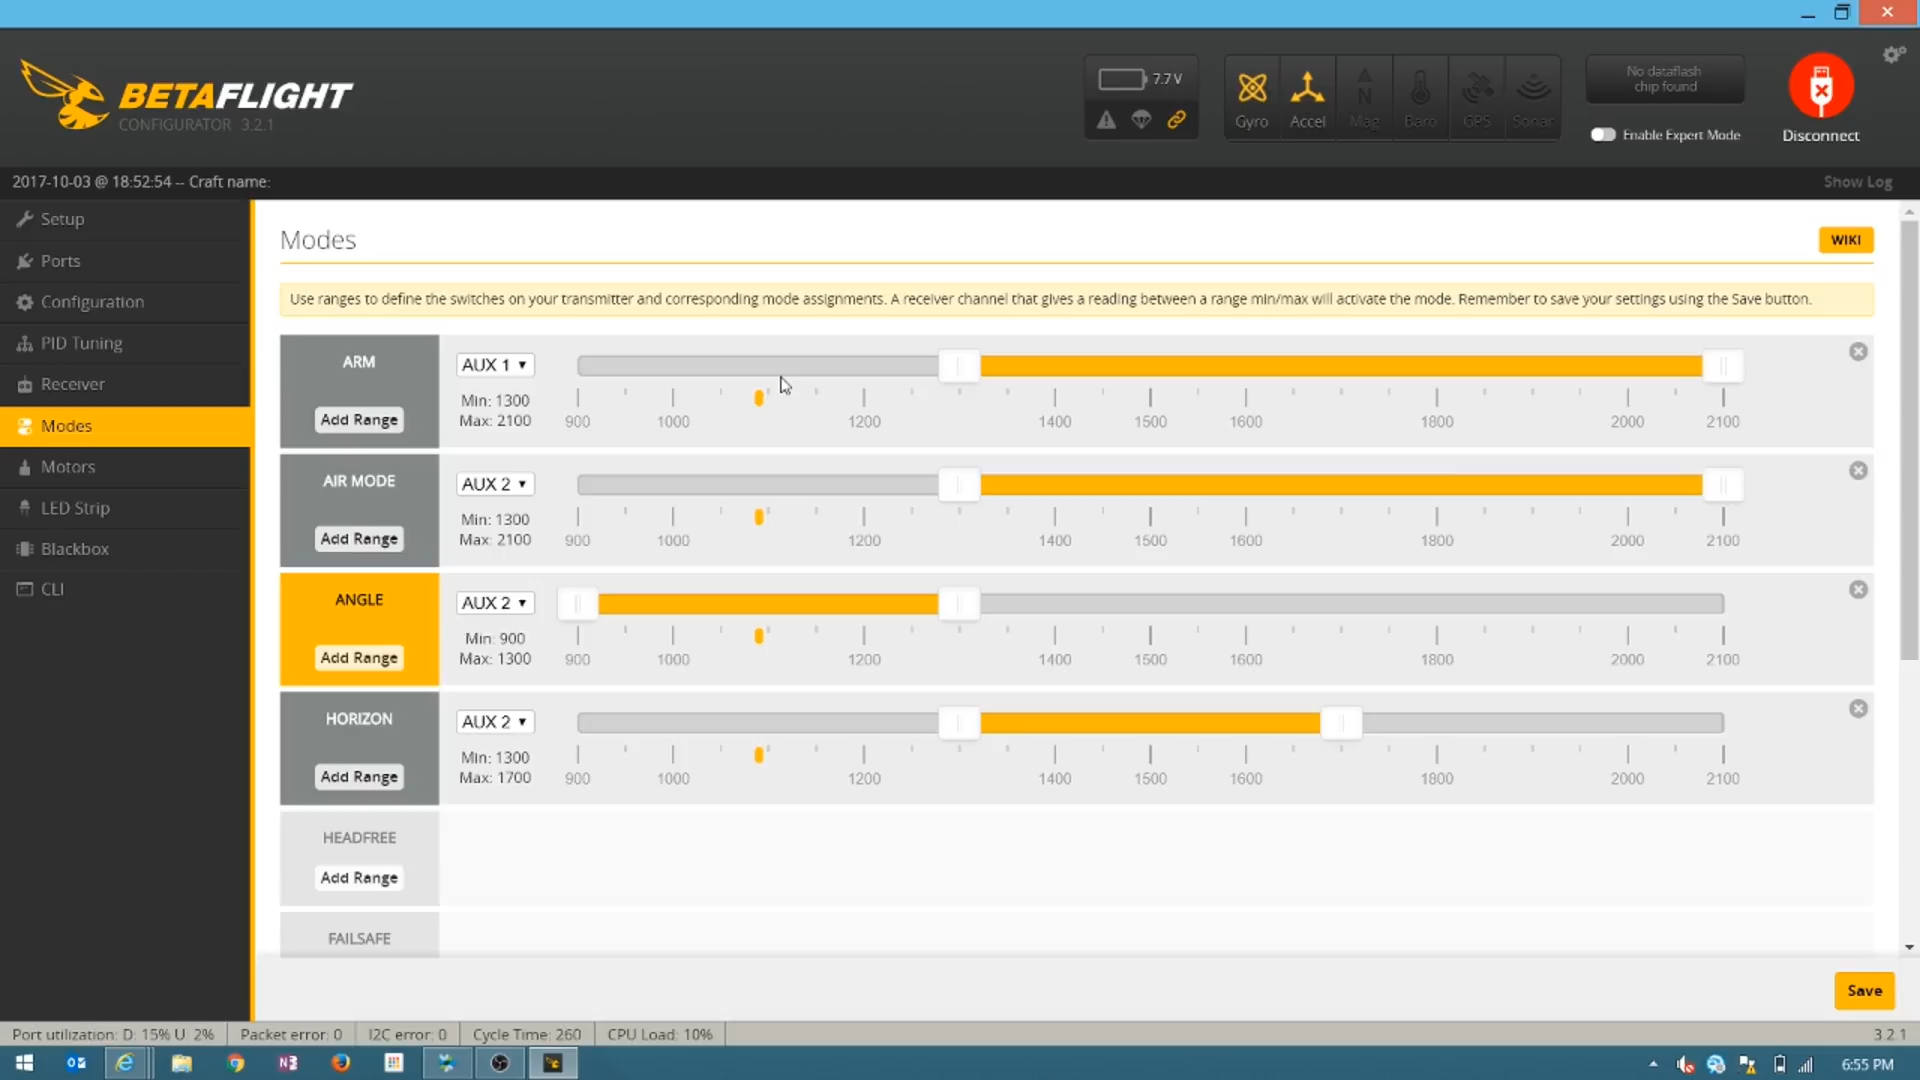 BETAFLIGHT
CONFIGURATOR 3.2.1
7.7 V
Gyro
Accel
Mag
Baro
GPS
Sonar
No dataflash
chip found
Enable Expert Mode
Disconnect
2017-10-03 @ 18:52:54 -- Craft name:
Show Log
Setup
Ports
Configuration
PID Tuning
Receiver
Modes
Motors
LED Strip
Blackbox
CLI
Modes
WIKI
Use ranges to define the switches on your transmitter and corresponding mode assignments. A receiver channel that gives a reading between a range min/max will activate the mode. Remember to save your settings using the Save button.
ARM
Add Range
AUX 1
Min: 1300
Max: 2100
900 1000 1200 1400 1500 1600 1800 2000 2100
AIR MODE
Add Range
AUX 2
Min: 1300
Max: 2100
900 1000 1200 1400 1500 1600 1800 2000 2100
ANGLE
Add Range
AUX 2
Min: 900
Max: 1300
900 1000 1200 1400 1500 1600 1800 2000 2100
HORIZON
Add Range
AUX 2
Min: 1300
Max: 1700
900 1000 1200 1400 1500 1600 1800 2000 2100
HEADFREE
Add Range
FAILSAFE
Save
Port utilization: D: 15% U: 2% Packet error: 0 I2C error: 0 Cycle Time: 260 CPU Load: 10% 3.2.1
6:55 PM